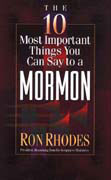 THE
10
Most Important
Things You
Can Say to a
MORMON
RON RHODES